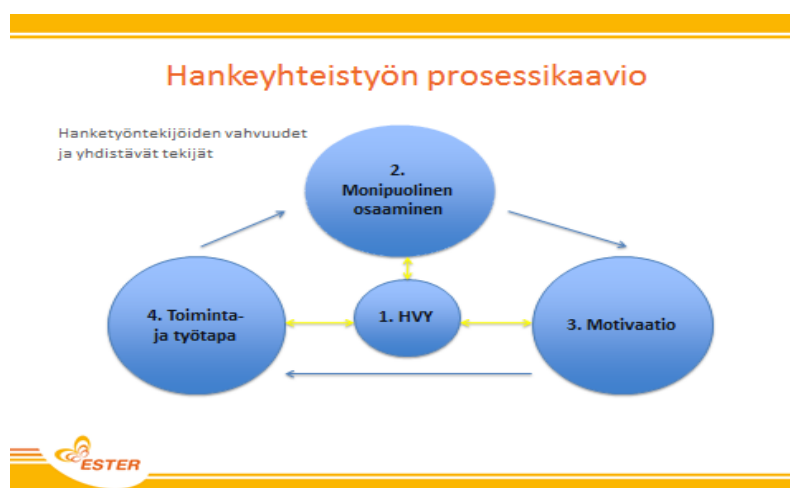 Hankeyhteistyön prosessikaavio
Hanketyöntekijöiden vahvuudet
ja yhdistävät tekijät
2.
Monipuolinen
osaaminen
4. Toiminta-
ja työtapa
1. HVY
3. Motivaatio
ESTER